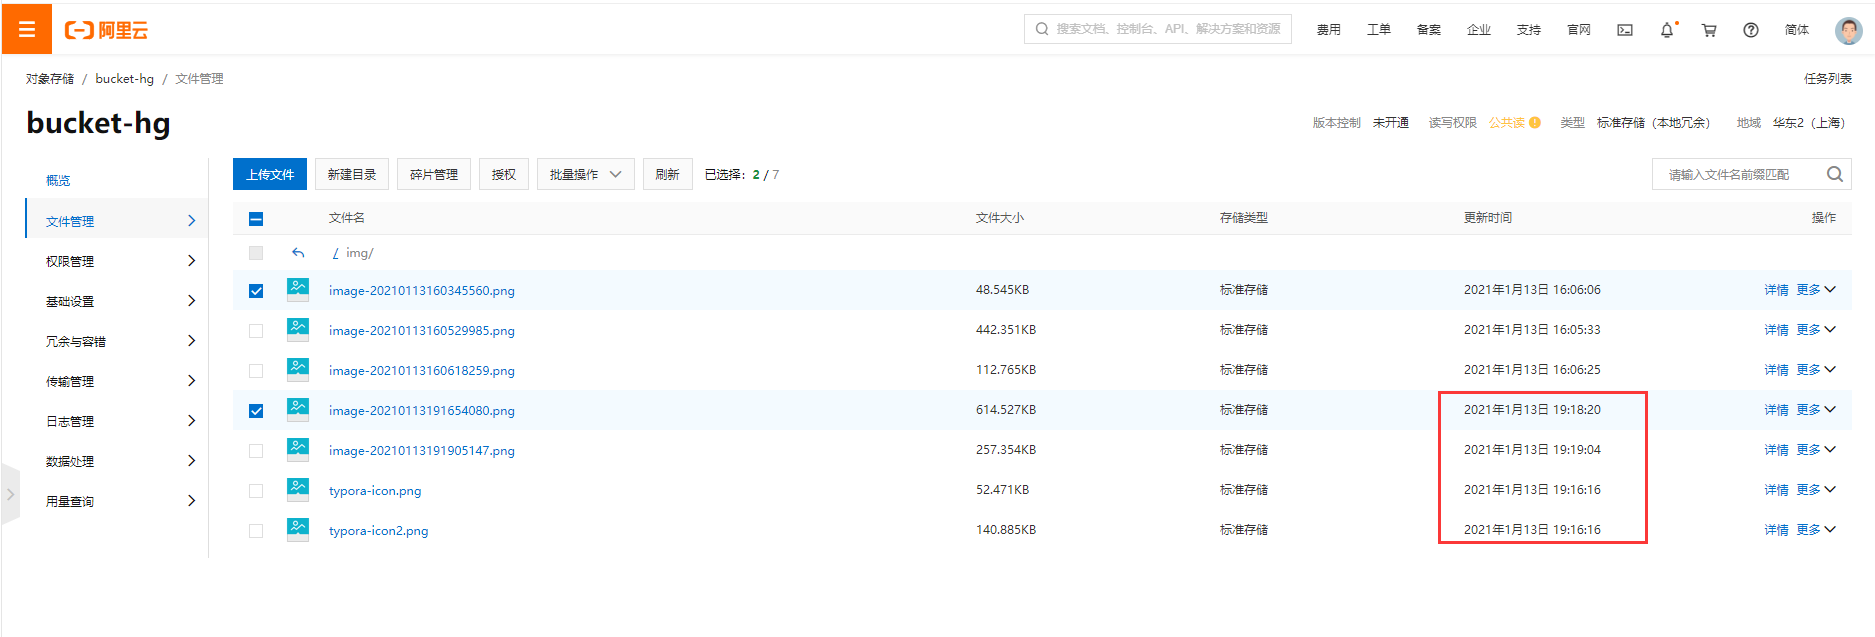 阿里云 搜索文档、控制台、API、解决方案和资源 费用 工单 备案 企业 支持 官网 简体
对象存储 / bucket-hg / 文件管理 任务列表
bucket-hg 版本控制 未开通 读写权限 公共读 类型 标准存储（本地冗余） 地域 华东2（上海）
概览
文件管理
权限管理
基础设置
冗余与容错
传输管理
日志管理
数据处理
用量查询
上传文件 新建目录 碎片管理 授权 批量操作 刷新 已选择：2 / 7 请输入文件名前缀匹配
文件名 文件大小 存储类型 更新时间 操作
/ img/
image-20210113160345560.png 48.545KB 标准存储 2021年1月13日 16:06:06 详情 更多
image-20210113160529985.png 442.351KB 标准存储 2021年1月13日 16:05:33 详情 更多
image-20210113160618259.png 112.765KB 标准存储 2021年1月13日 16:06:25 详情 更多
image-20210113191654080.png 614.527KB 标准存储 2021年1月13日 19:18:20 详情 更多
image-20210113191905147.png 257.354KB 标准存储 2021年1月13日 19:19:04 详情 更多
typora-icon.png 52.471KB 标准存储 2021年1月13日 19:16:16 详情 更多
typora-icon2.png 140.885KB 标准存储 2021年1月13日 19:16:16 详情 更多